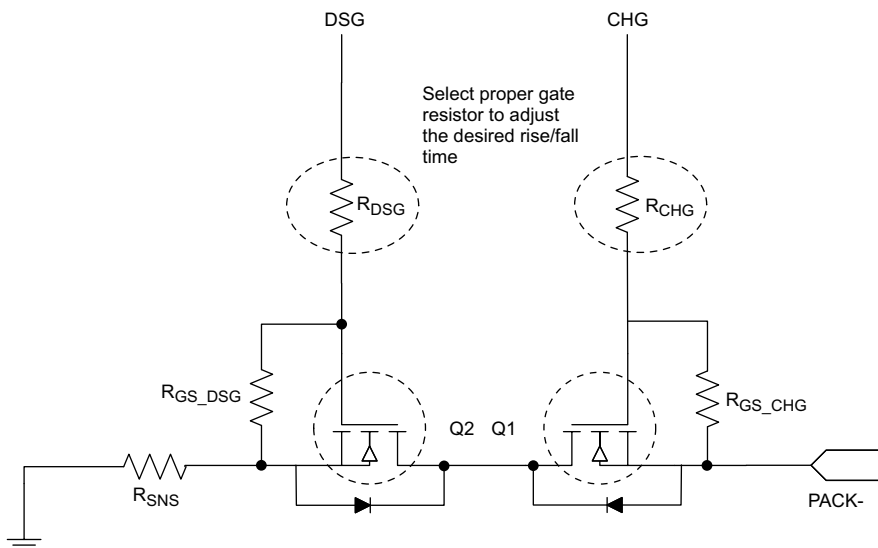 DSG
CHG
Select proper gate
resistor to adjust
the desired rise/fall
time
RDSG
RCHG
RGS_DSG
RGS_CHG
Q2 Q1
RSNS
PACK-